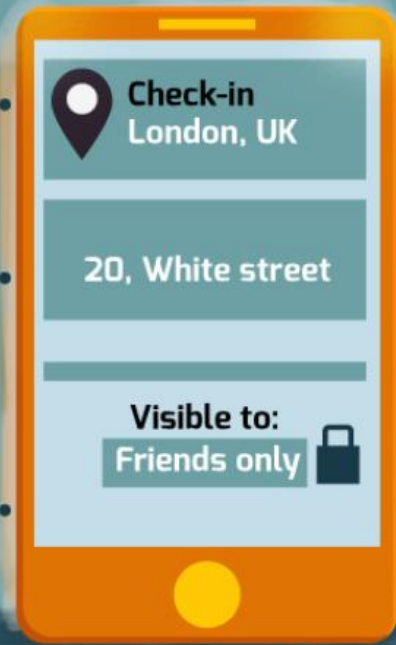 Check-in
London, UK
20, White street
Visible to:
Friends only